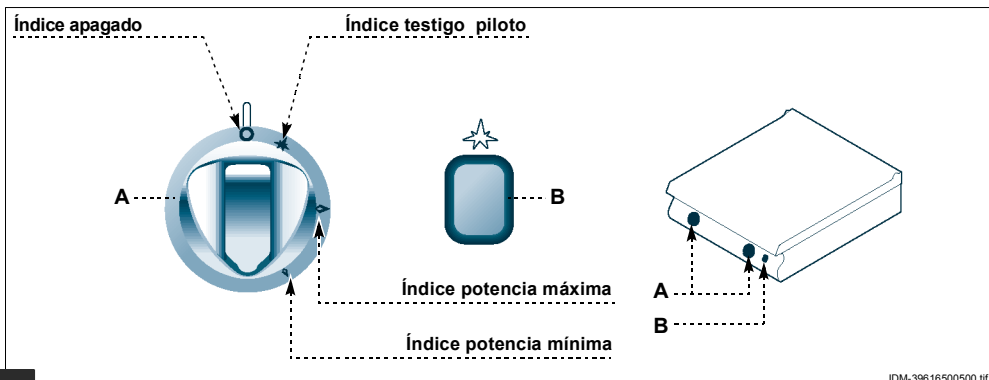 Índice apagado
Índice testigo piloto
A
B
Índice potencia máxima
A
Índice potencia mínima
B
IDM-39616500500.tif